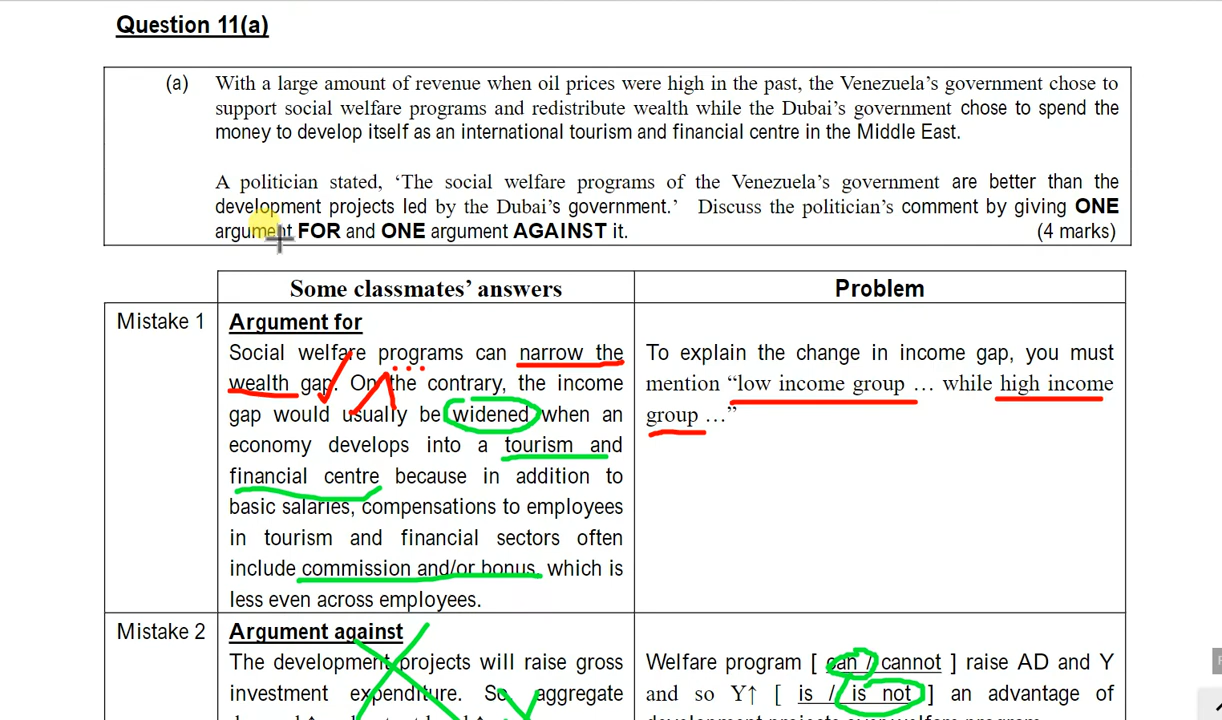 Question 11(a)
(a) With a large amount of revenue when oil prices were high in the past, the Venezuela’s government chose to
support social welfare programs and redistribute wealth while the Dubai’s government chose to spend the
money to develop itself as an international tourism and financial centre in the Middle East.
A politician stated, ‘The social welfare programs of the Venezuela’s government are better than the
development projects led by the Dubai’s government.’ Discuss the politician’s comment by giving ONE
argument FOR and ONE argument AGAINST it. (4 marks)
Some classmates’ answers
Problem
Mistake 1
Argument for
Social welfare programs can narrow the
wealth gap. On the contrary, the income
gap would usually be widened when an
economy develops into a tourism and
financial centre because in addition to
basic salaries, compensations to employees
in tourism and financial sectors often
include commission and/or bonus, which is
less even across employees.
To explain the change in income gap, you must
mention “low income group … while high income
group …”
Mistake 2
Argument against
The development projects will raise gross
investment expenditure. So, aggregate
Welfare program [ can / cannot ] raise AD and Y
and so Y↑ [ is / is not ] an advantage of
development projects over welfare program